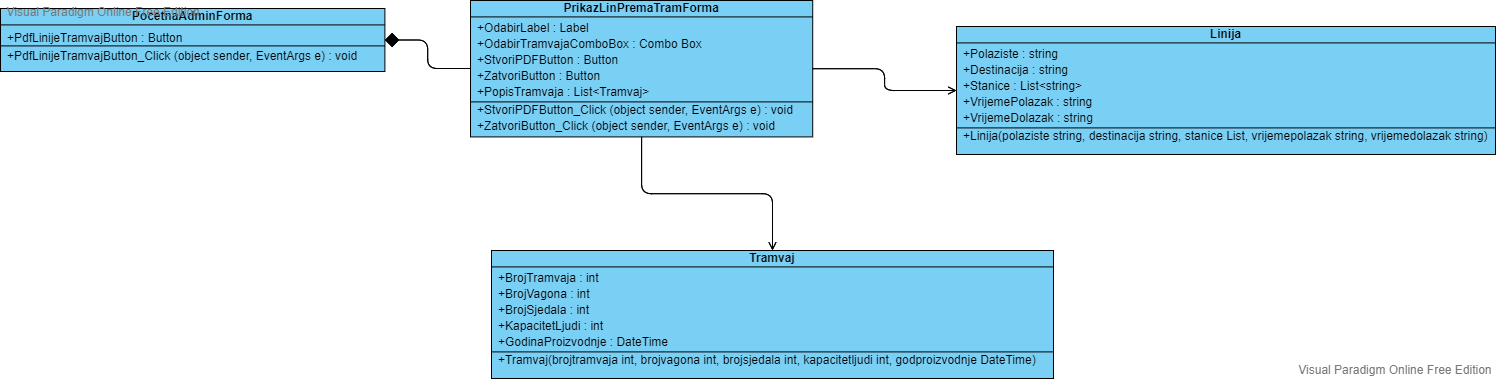 Visual Paradigm Online Free Edition
PocetnaAdminForma
+PdfLinijeTramvajButton : Button
+PdfLinijeTramvajButton_Click (object sender, EventArgs e) : void
PrikazLinPremaTramForma
+OdabirLabel : Label
+OdabirTramvajaComboBox : Combo Box
+StvoriPDFButton : Button
+ZatvoriButton : Button
+PopisTramvaja : List<Tramvaj>
+StvoriPDFButton_Click (object sender, EventArgs e) : void
+ZatvoriButton_Click (object sender, EventArgs e) : void
Linija
+Polaziste : string
+Destinacija : string
+Stanice : List<string>
+VrijemePolazak : string
+VrijemeDolazak : string
+Linija(polaziste string, destinacija string, stanice List, vrijemepolazak string, vrijemedolazak string)
Tramvaj
+BrojTramvaja : int
+BrojVagona : int
+BrojSjedala : int
+KapacitetLjudi : int
+GodinaProizvodnje : DateTime
+Tramvaj(brojtramvaja int, brojvagona int, brojsjedala int, kapacitetljudi int, godproizvodnje DateTime)
Visual Paradigm Online Free Edition